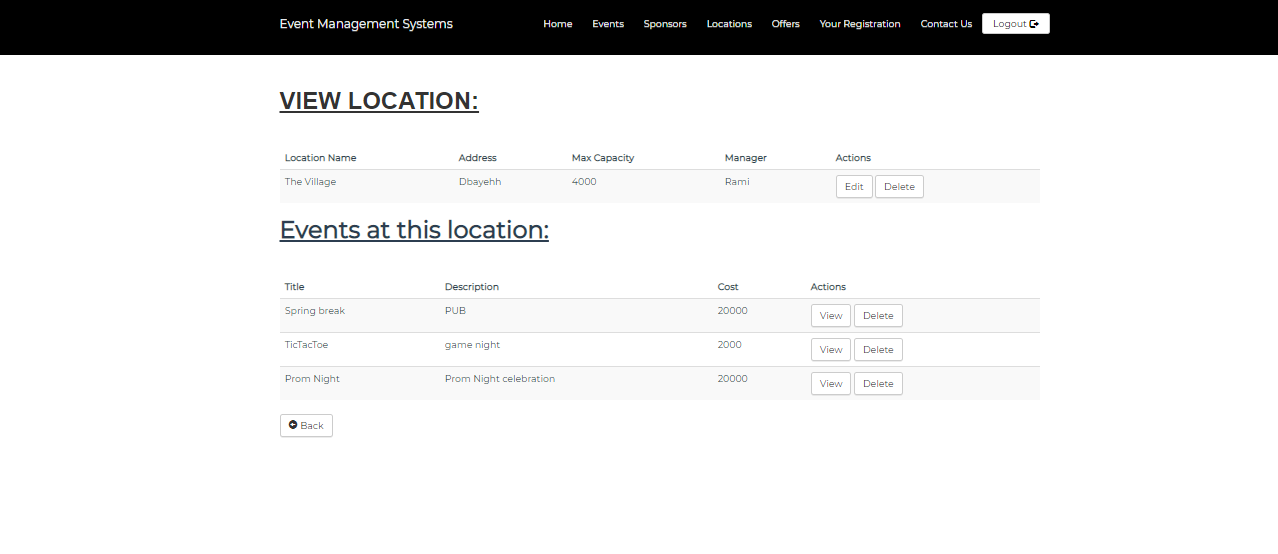 Event Management Systems Home Events Sponsors Locations Offers Your Registration Contact Us Logout
VIEW LOCATION:
Location Name Address Max Capacity Manager Actions
The Village Dbayehh 4000 Rami Edit Delete
Events at this location:
Title Description Cost Actions
Spring break PUB 20000 View Delete
TicTacToe game night 2000 View Delete
Prom Night Prom Night celebration 20000 View Delete
Back